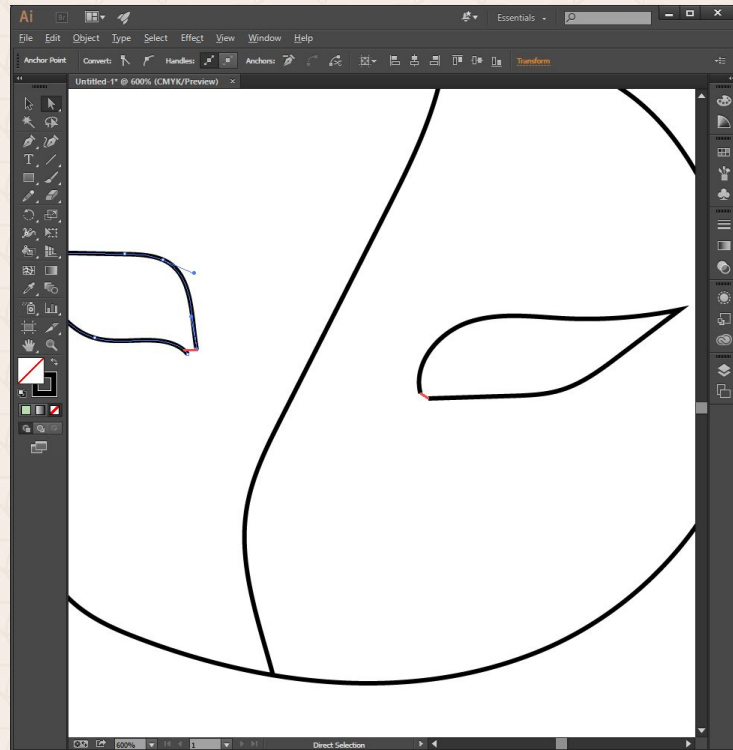 Ai Br Essentials
File Edit Object Type Select Effect View Window Help
Anchor Point Convert: Handles: Anchors: Transform
Untitled-1* @ 600% (CMYK/Preview) ×
T
600% 1 Direct Selection